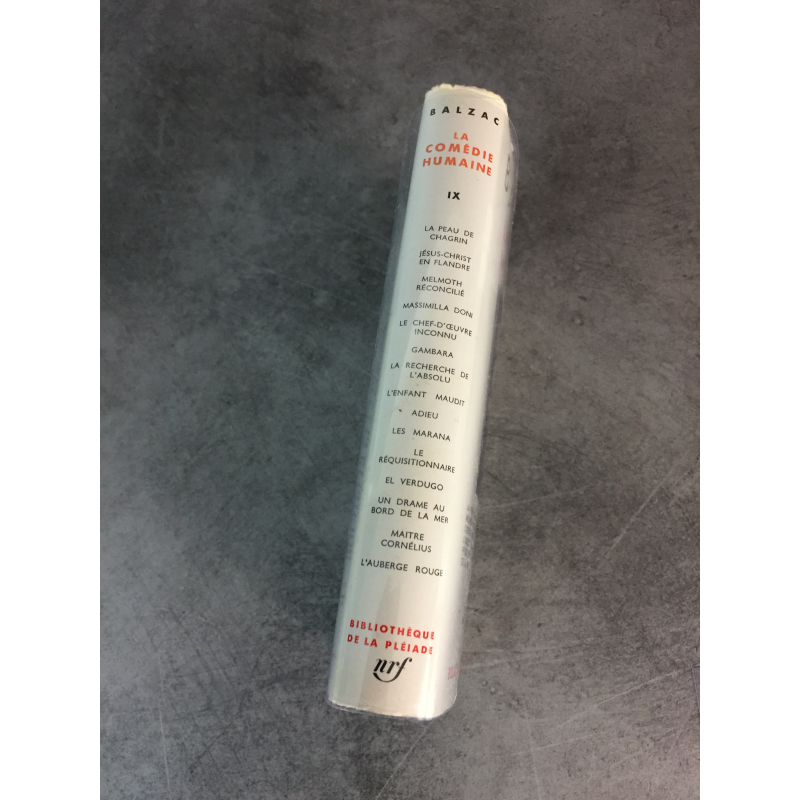 BALZAC
LA
COMÉDIE
HUMAINE
IX
LA PEAU DE
CHAGRIN
JÉSUS-CHRIST
EN FLANDRE
MELMOTH
RÉCONCILIÉ
MASSIMILLA DONI
LE CHEF-D'ŒUVRE
INCONNU
GAMBARA
LA RECHERCHE DE
L'ABSOLU
L'ENFANT MAUDIT
ADIEU
LES MARANA
LE
RÉQUISITIONNAIRE
EL VERDUGO
UN DRAME AU
BORD DE LA MER
MAITRE
CORNÉLIUS
L'AUBERGE ROUGE
BIBLIOTHÈQUE
DE LA PLÉIADE
nrf